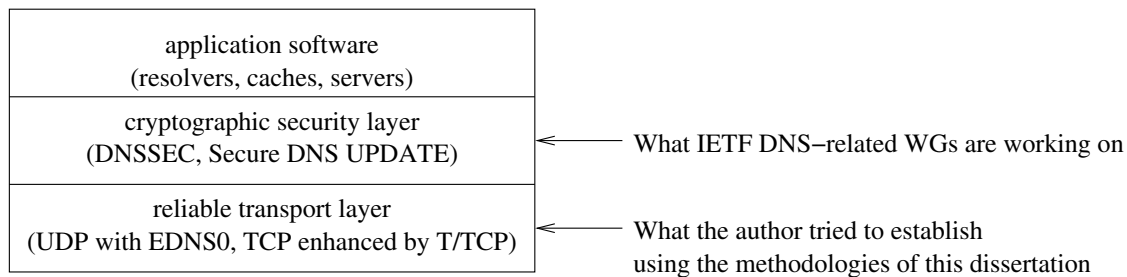 application software
(resolvers, caches, servers)
cryptographic security layer
(DNSSEC, Secure DNS UPDATE)
What IETF DNS−related WGs are working on
reliable transport layer
(UDP with EDNS0, TCP enhanced by T/TCP)
What the author tried to establish
using the methodologies of this dissertation